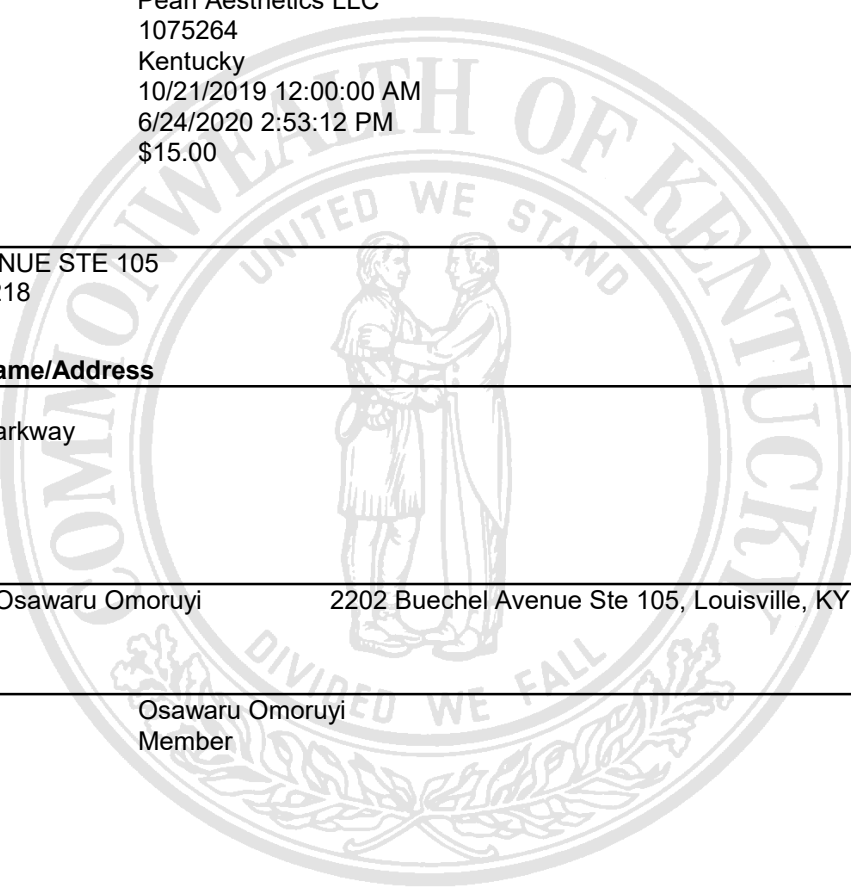 Pearl Aesthetics LLC
1075264
Kentucky
10/21/2019 12:00:00 AM
6/24/2020 2:53:12 PM
$15.00
COMMONWEALTH OF KENTUCKY
UNITED WE STAND
NUE STE 105
218
ame/Address
arkway
Osawaru Omoruyi 2202 Buechel Avenue Ste 105, Louisville, KY
DIVIDED WE FALL
Osawaru Omoruyi
Member